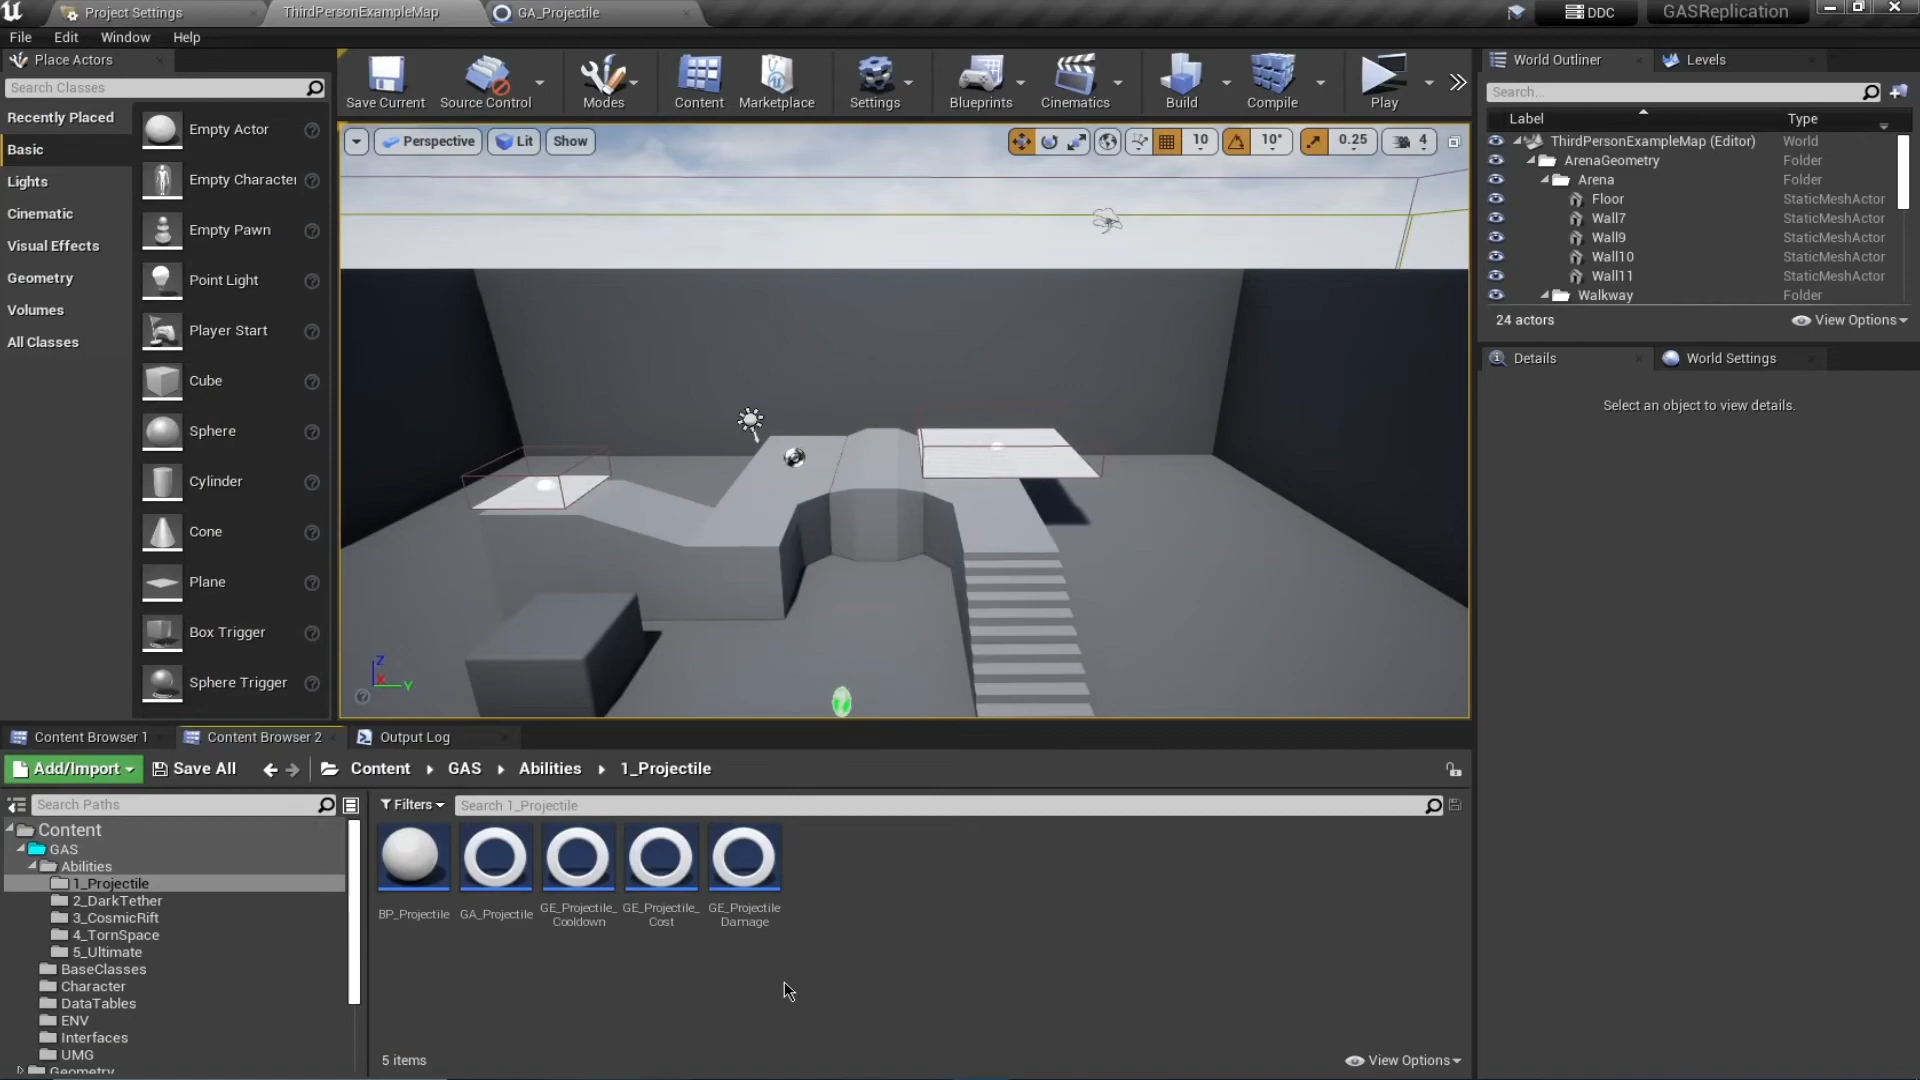 Project Settings
ThirdPersonExampleMap
GA_Projectile
DDC
GASReplication
File Edit Window Help
Place Actors
Search Classes
Recently Placed
Basic
Lights
Cinematic
Visual Effects
Geometry
Volumes
All Classes
Empty Actor
Empty Character
Empty Pawn
Point Light
Player Start
Cube
Sphere
Cylinder
Cone
Plane
Box Trigger
Sphere Trigger
Save Current
Source Control
Modes
Content
Marketplace
Settings
Blueprints
Cinematics
Build
Compile
Play
Perspective
Lit
Show
10
10°
0.25
4
Z
X
Y
World Outliner
Levels
Search...
Label Type
ThirdPersonExampleMap (Editor) World
ArenaGeometry Folder
Arena Folder
Floor StaticMeshActor
Wall7 StaticMeshActor
Wall9 StaticMeshActor
Wall10 StaticMeshActor
Wall11 StaticMeshActor
Walkway Folder
24 actors
View Options
Details
World Settings
Select an object to view details.
Content Browser 1
Content Browser 2
Output Log
Add/Import
Save All
Content GAS Abilities 1_Projectile
Search Paths
Filters
Search 1_Projectile
Content
GAS
Abilities
1_Projectile
2_DarkTether
3_CosmicRift
4_TornSpace
5_Ultimate
BaseClasses
Character
DataTables
ENV
Interfaces
UMG
Geometry
BP_Projectile
GA_Projectile
GE_Projectile_
Cooldown
GE_Projectile_
Cost
GE_Projectile
Damage
5 items
View Options